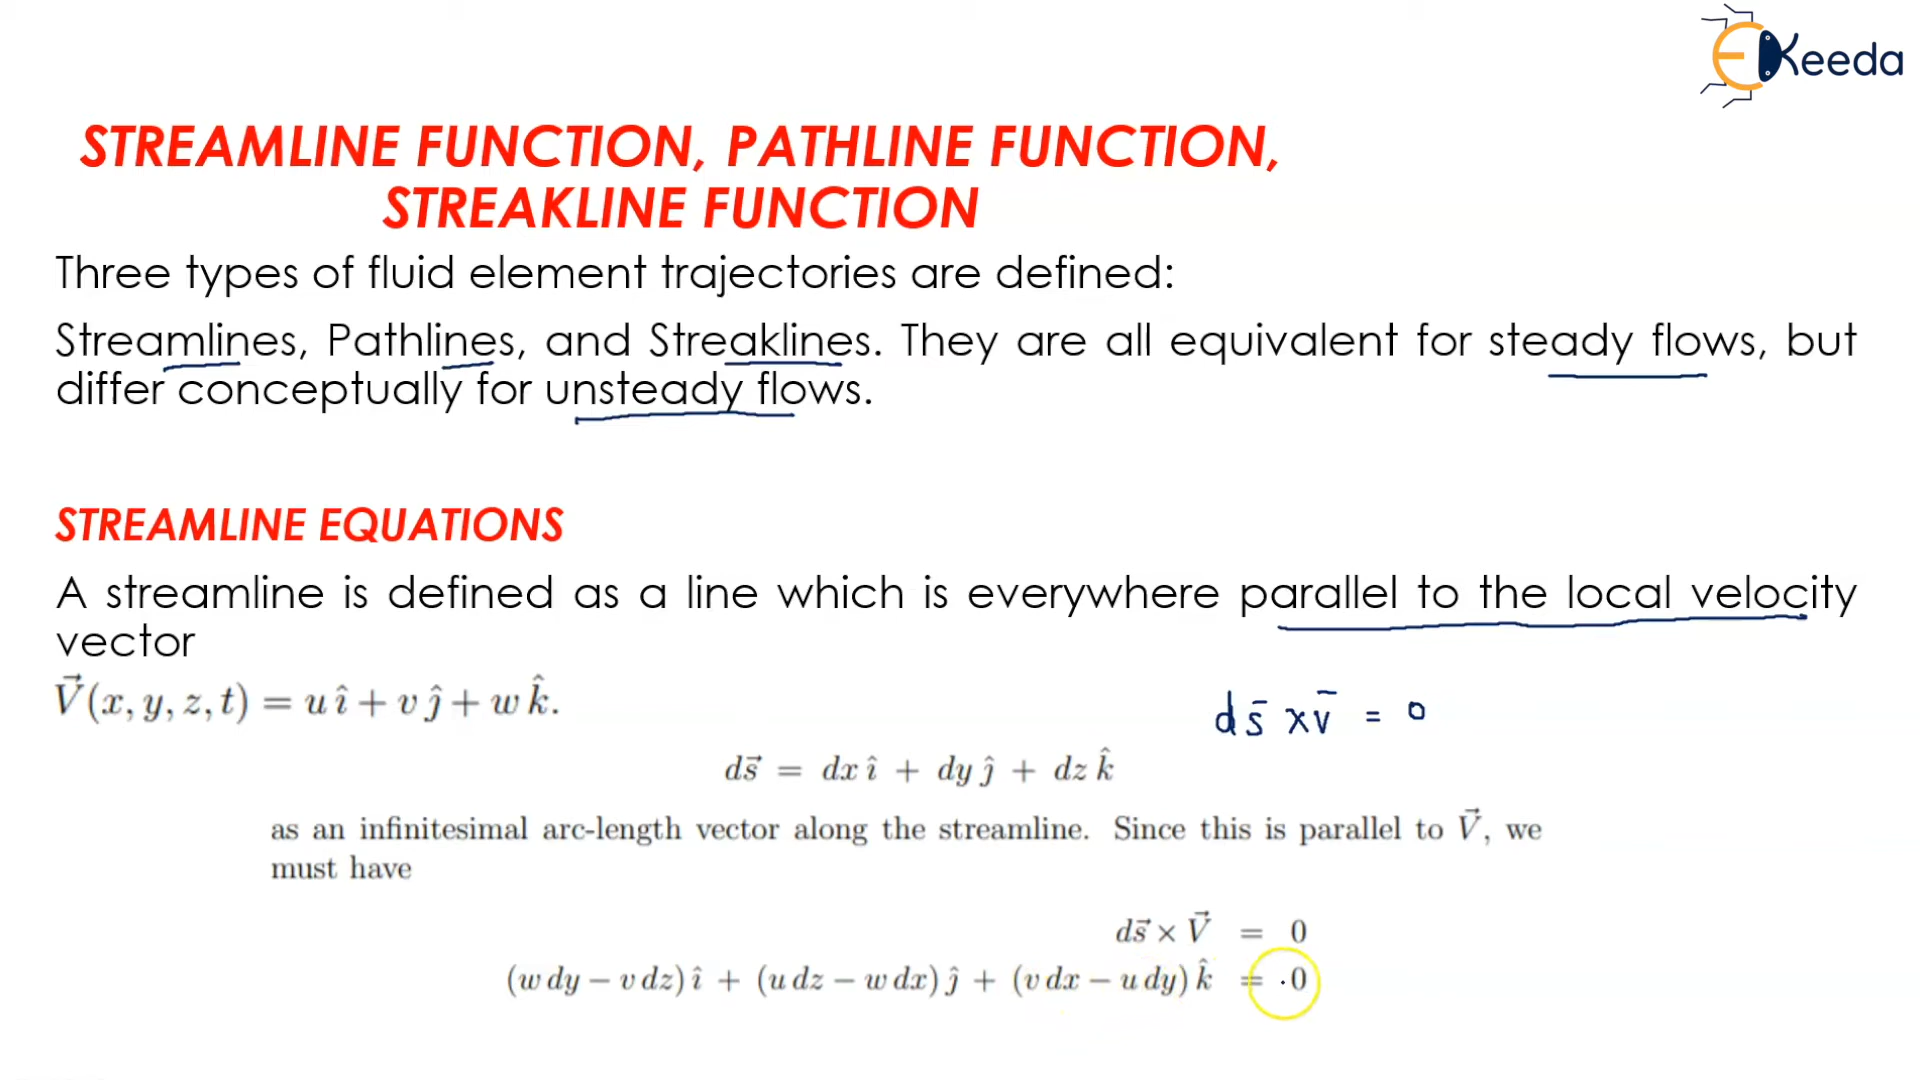 EKeeda
STREAMLINE FUNCTION, PATHLINE FUNCTION,
STREAKLINE FUNCTION
Three types of fluid element trajectories are defined:
Streamlines, Pathlines, and Streaklines. They are all equivalent for steady flows, but
differ conceptually for unsteady flows.
STREAMLINE EQUATIONS
A streamline is defined as a line which is everywhere parallel to the local velocity
vector
V⃗(x, y, z, t) = u î + v ĵ + w k̂.
ds̄ × v̄ = 0
ds⃗ = dx î + dy ĵ + dz k̂
as an infinitesimal arc-length vector along the streamline. Since this is parallel to V⃗, we
must have
ds⃗ × V⃗ = 0
(w dy − v dz) î + (u dz − w dx) ĵ + (v dx − u dy) k̂ = 0